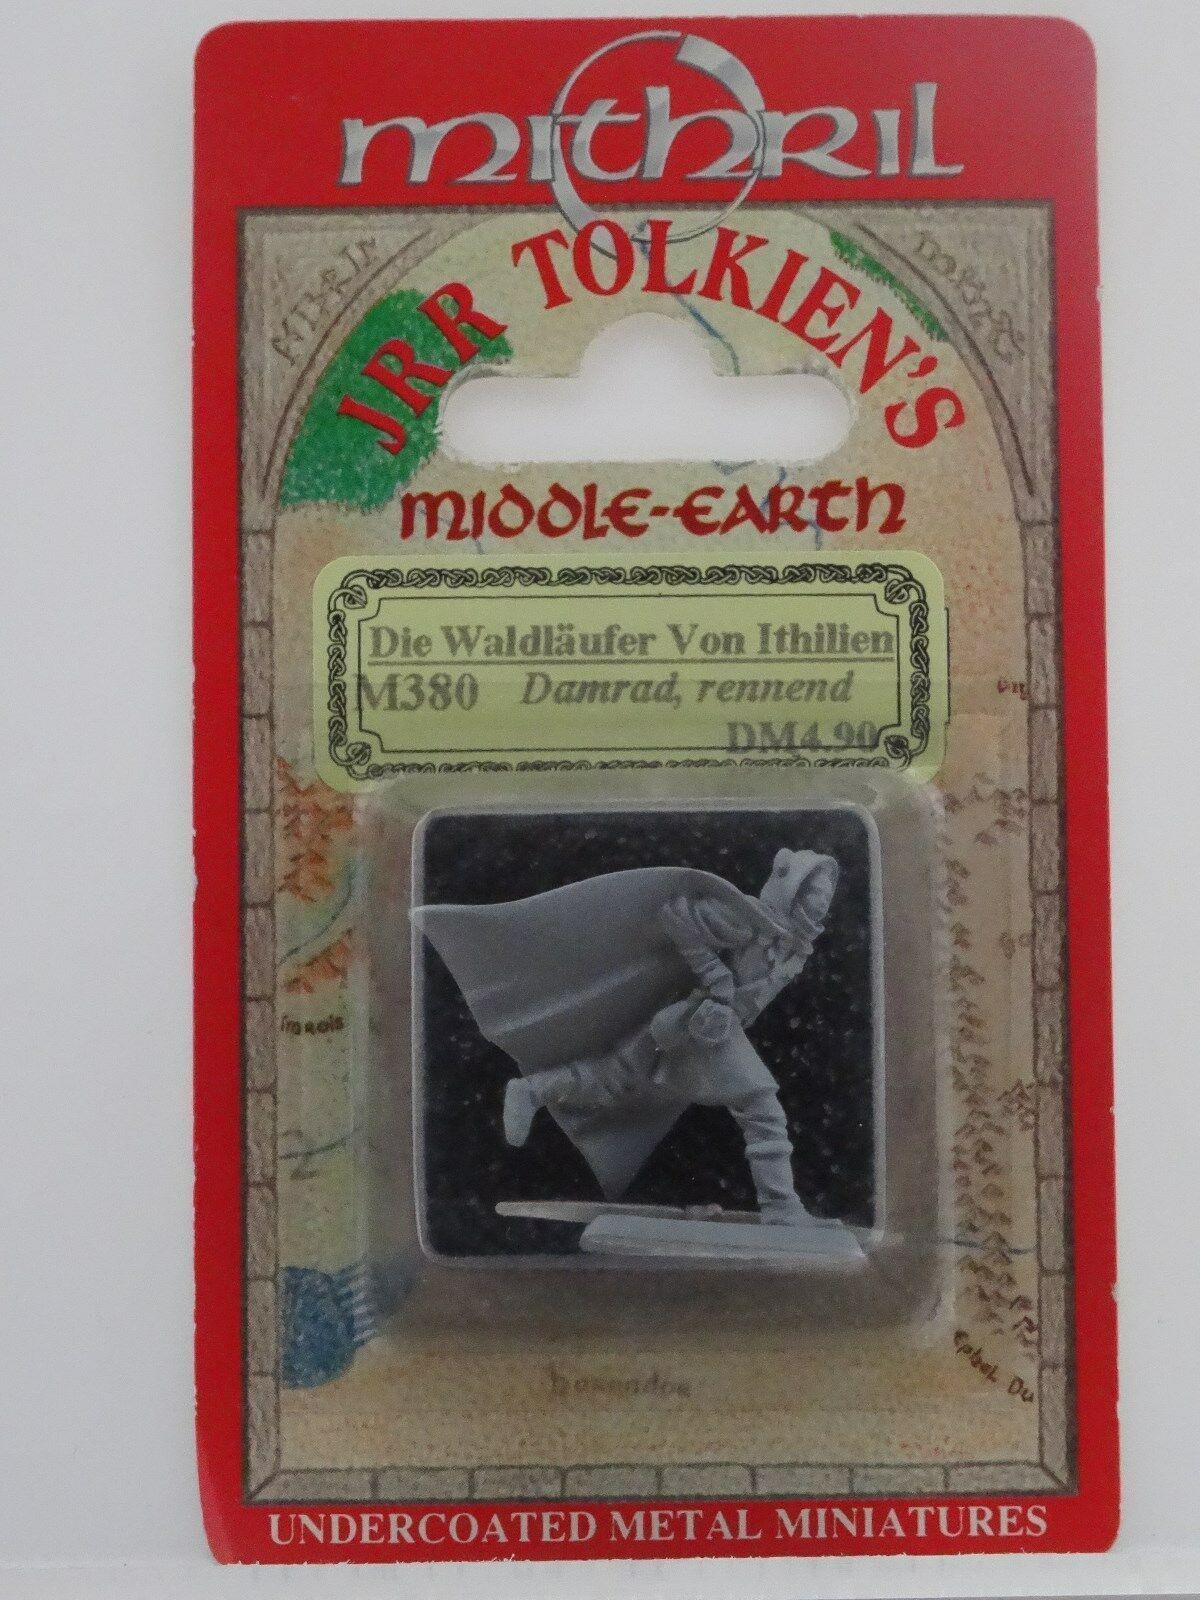 mithril
JRR TOLKIEN'S
MIDDLE-EARTH
Die Waldläufer Von Ithilien
M380 Damrad, rennend
DM4.90
UNDERCOATED METAL MINIATURES